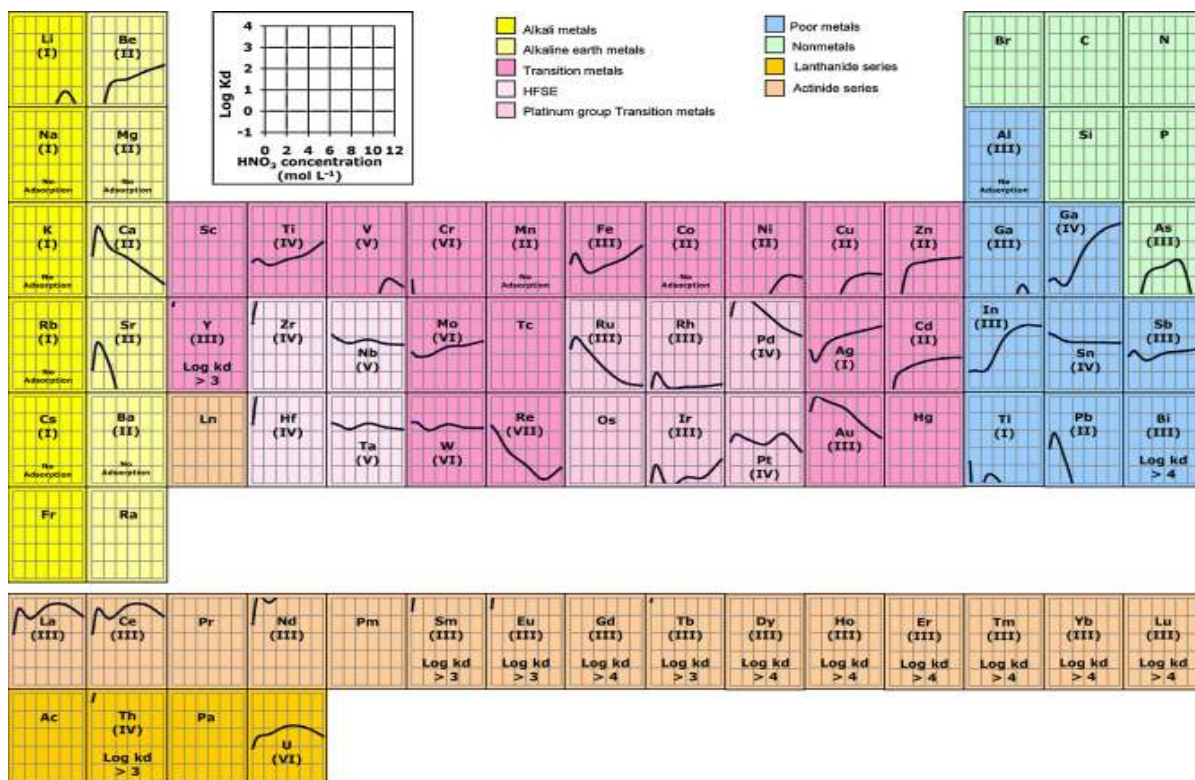 4
3
2
1
0
-1
Log Kd
0 2 4 6 8 10 12
HNO3 concentration
(mol L-1)
Alkali metals
Alkaline earth metals
Transition metals
HFSE
Platinum group Transition metals
Poor metals
Nonmetals
Lanthanide series
Actinide series
Li
(I)
Be
(II)
Br
C
N
Na
(I)
No
Adsorption
Mg
(II)
No
Adsorption
Al
(III)
No
Adsorption
Si
P
K
(I)
No
Adsorption
Ca
(II)
Sc
Ti
(IV)
V
(V)
Cr
(VI)
Mn
(II)
No
Adsorption
Fe
(III)
Co
(II)
No
Adsorption
Ni
(II)
Cu
(II)
Zn
(II)
Ga
(III)
Ga
(IV)
As
(III)
Rb
(I)
No
Adsorption
Sr
(II)
Y
(III)
Log kd
> 3
Zr
(IV)
Nb
(V)
Mo
(VI)
Tc
Ru
(III)
Rh
(III)
Pd
(IV)
Ag
(I)
Cd
(II)
In
(III)
Sn
(IV)
Sb
(III)
Cs
(I)
No
Adsorption
Ba
(II)
No
Adsorption
Ln
Hf
(IV)
Ta
(V)
W
(VI)
Re
(VII)
Os
Ir
(III)
Pt
(IV)
Au
(III)
Hg
Tl
(I)
Pb
(II)
Bi
(III)
Log kd
> 4
Fr
Ra
La
(III)
Ce
(III)
Pr
Nd
(III)
Pm
Sm
(III)
Log kd
> 3
Eu
(III)
Log kd
> 3
Gd
(III)
Log kd
> 4
Tb
(III)
Log kd
> 3
Dy
(III)
Log kd
> 4
Ho
(III)
Log kd
> 4
Er
(III)
Log kd
> 4
Tm
(III)
Log kd
> 4
Yb
(III)
Log kd
> 4
Lu
(III)
Log kd
> 4
Ac
Th
(IV)
Log kd
> 3
Pa
U
(VI)